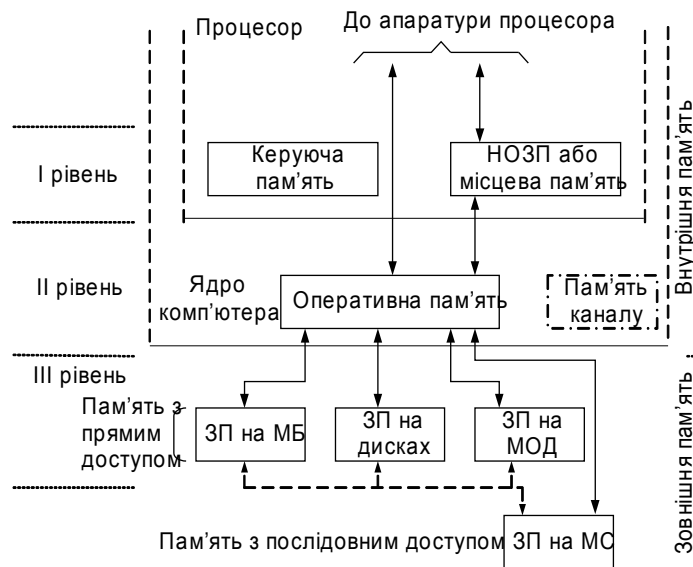 Процесор
До апаратури процесора
І рівень
Керуюча
пам’ять
НОЗП або
місцева пам’ять
Внутрішня пам’ять
ІІ рівень
Ядро
комп’ютера
Оперативна пам’ять
Пам’ять
каналу
ІІІ рівень
Пам’ять з
прямим
доступом
ЗП на МБ
ЗП на
дисках
ЗП на
МОД
Зовнішня пам’ять
Пам’ять з послідовним доступом
ЗП на МС